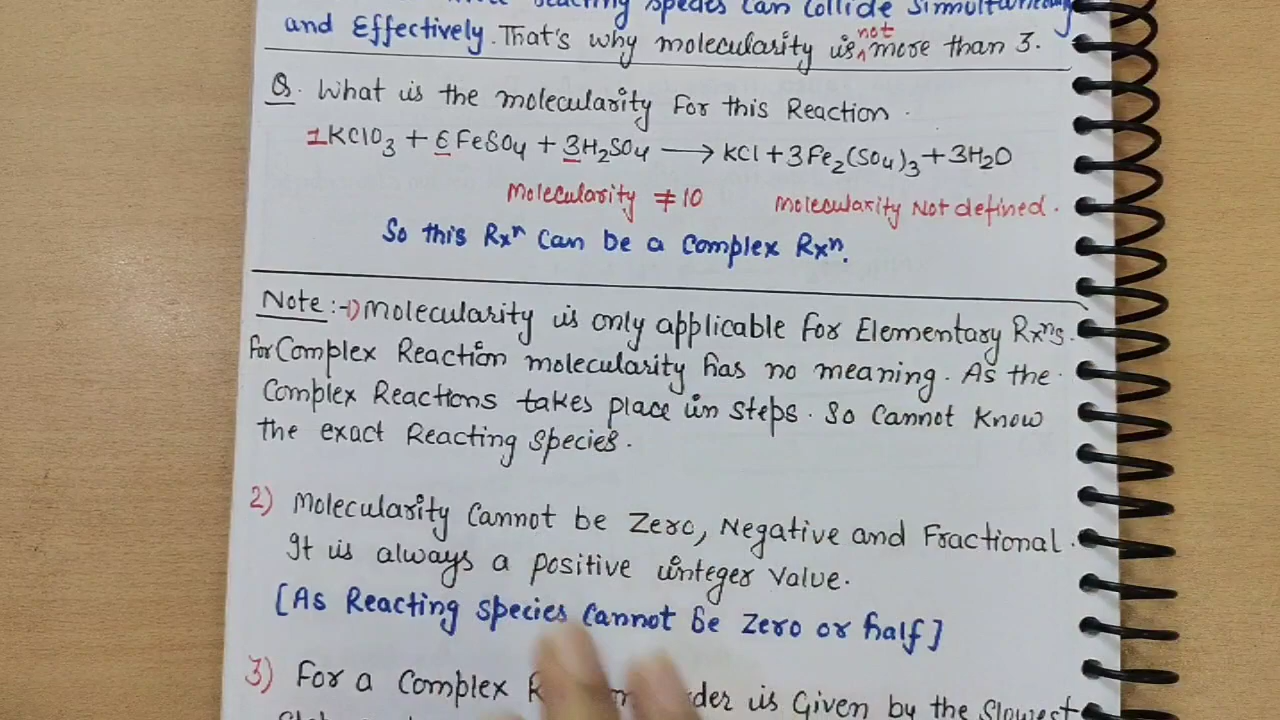 Reacting Species Can Collide Simultaneously
and Effectively. That's why molecularity is not more than 3.
Q. What is the molecularity For this Reaction.
1KClO₃ + 6FeSO₄ + 3H₂SO₄ ⟶ KCl + 3Fe₂(SO₄)₃ + 3H₂O
Molecularity ≠ 10 Molecularity Not defined.
So this Rxⁿ Can be a Complex Rxⁿ.
Note :- 1) Molecularity is only applicable For Elementary Rxⁿs.
For Complex Reaction molecularity has no meaning. As the
Complex Reactions takes place in steps. So Cannot Know
the exact Reacting Species.
2) Molecularity Cannot be Zero, Negative and Fractional.
It is always a positive integer Value.
[As Reacting Species Cannot be Zero or half]
3) For a Complex is Given by the Slowest